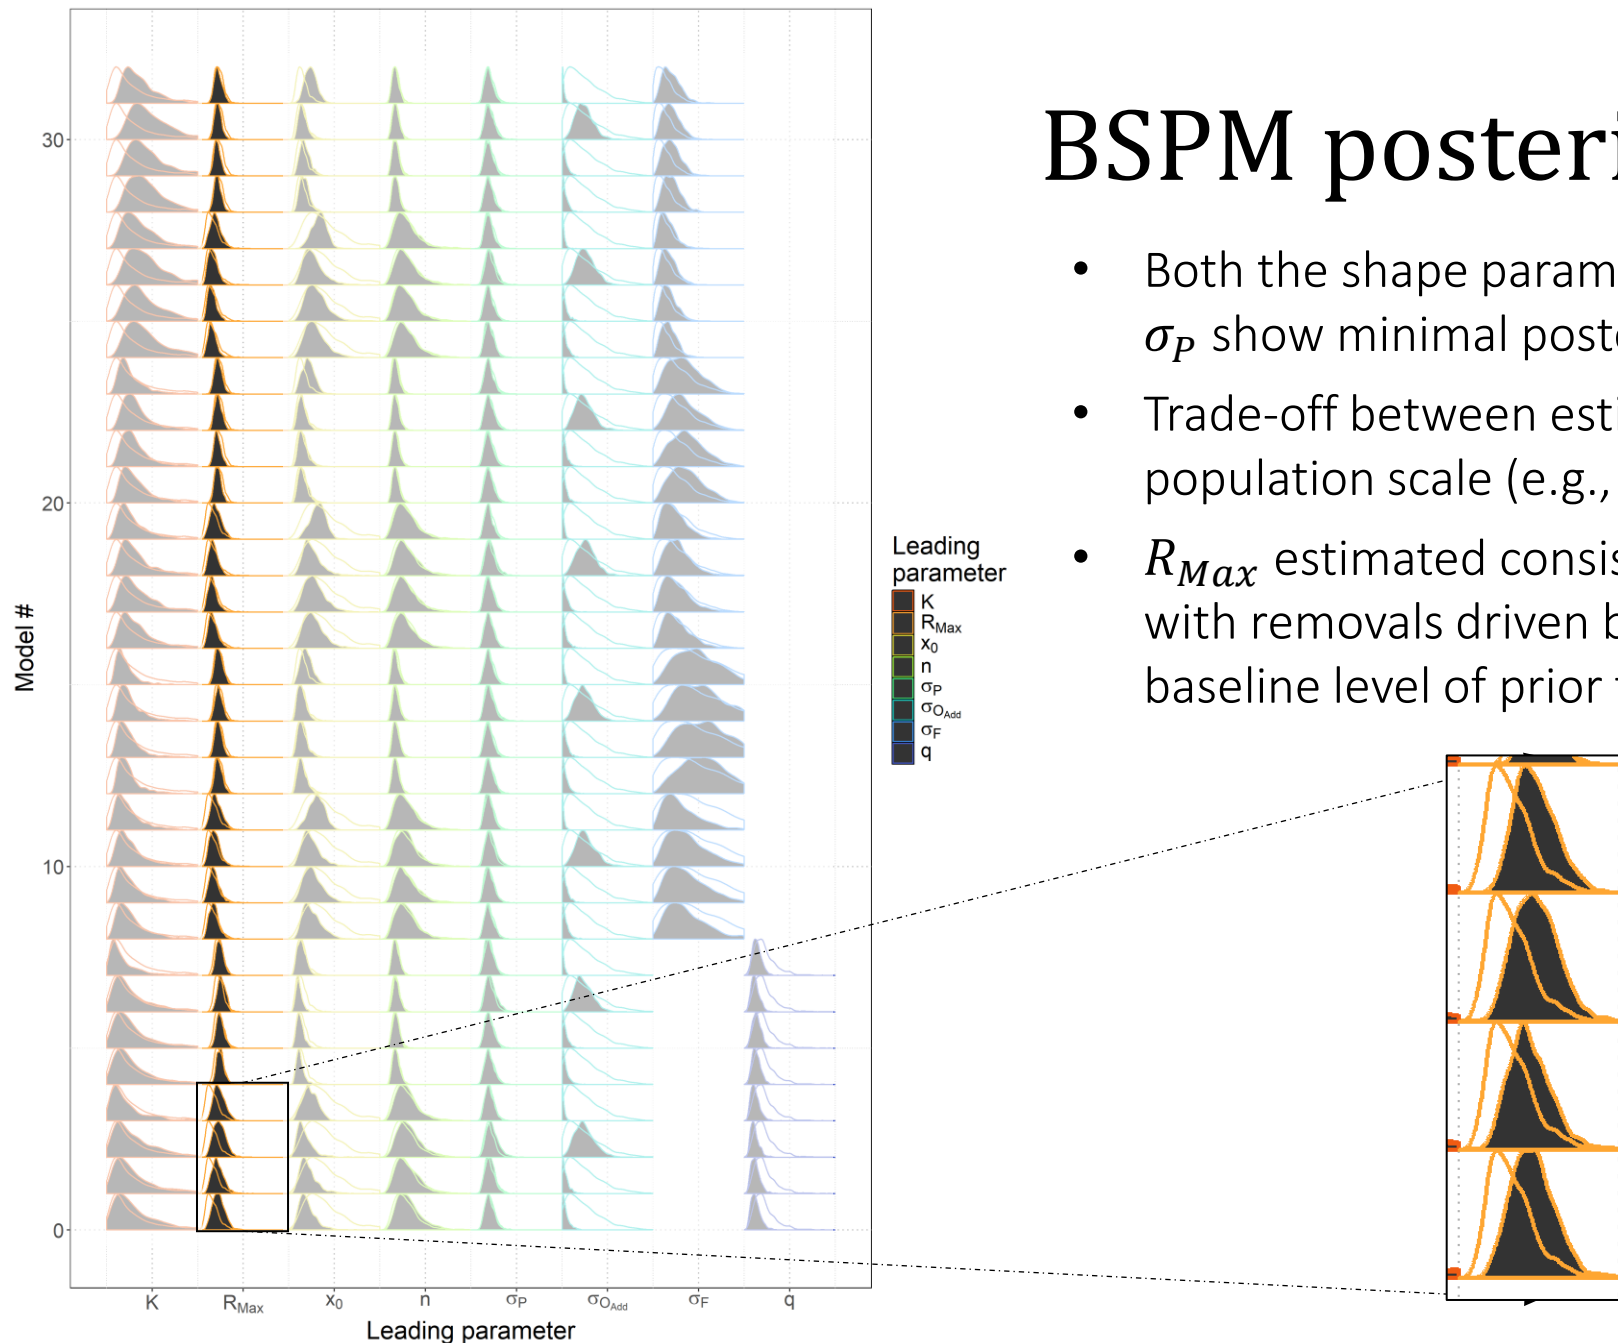 BSPM posteri
• Both the shape param
σP show minimal poste
• Trade-off between esti
population scale (e.g.,
• RMax estimated consis
with removals driven b
baseline level of prior
30
20
10
0
Model #
K RMax x0 n σP σOAdd σF q
Leading parameter
Leading
parameter
K
RMax
x0
n
σP
σOAdd
σF
q